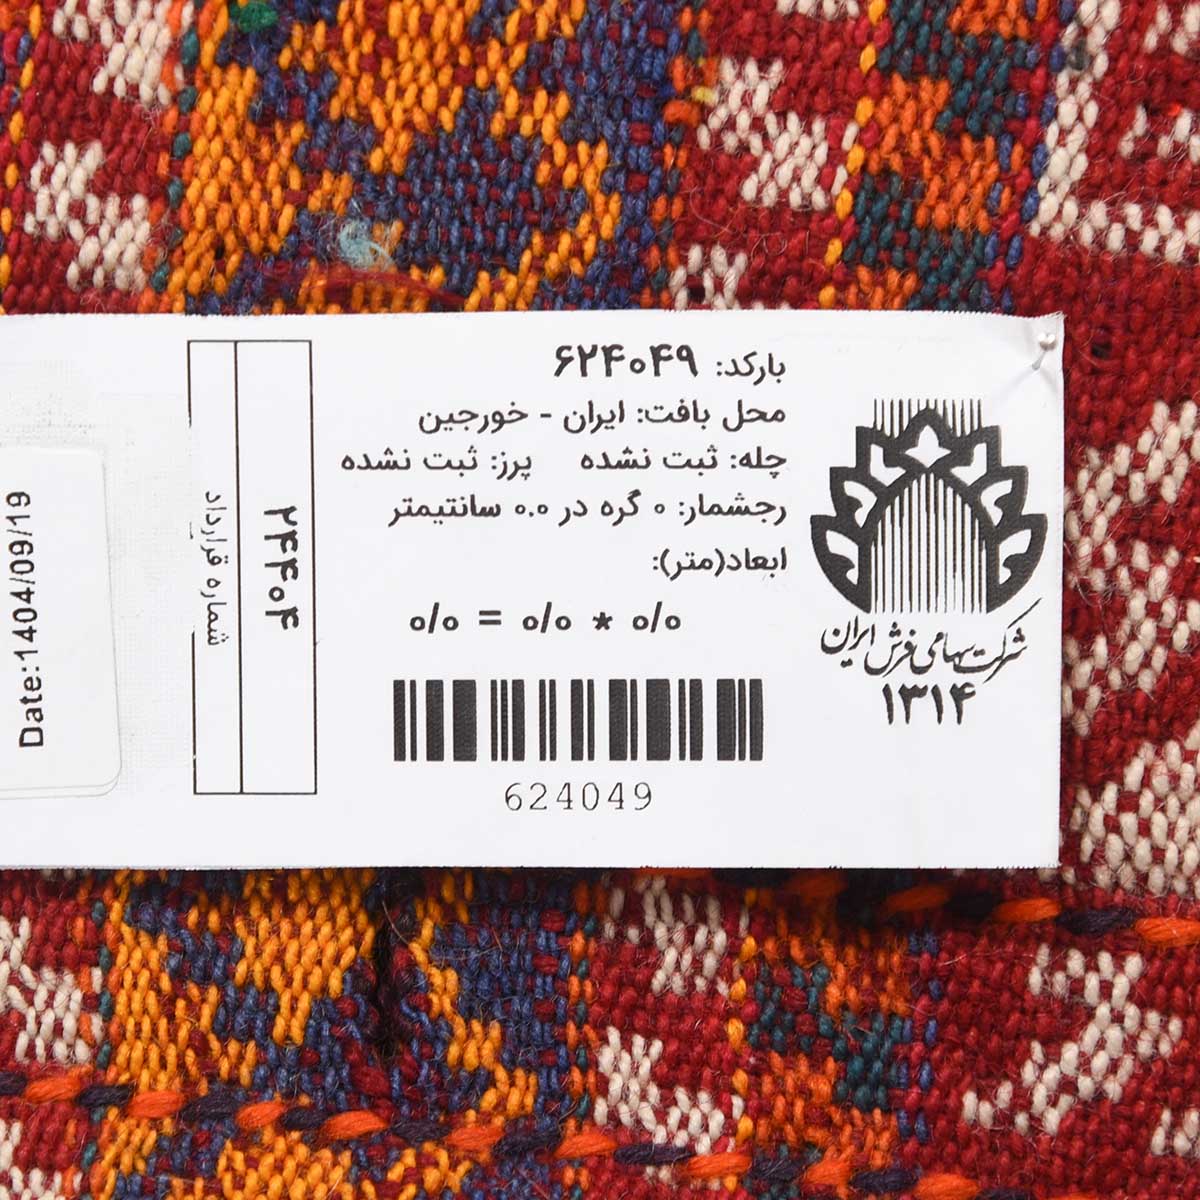 بارکد: ۶۲۴۰۴۹
محل بافت: ایران - خورجین
چله: ثبت نشده پرز: ثبت نشده
رجشمار: ۰ گره در ۰.۰ سانتیمتر
ابعاد(متر):
۰/۰ * ۰/۰ = ۰/۰
624049
شرکت سهامی فرش ایران
۱۳۱۴
۲۴۴۰۴
شماره قرارداد
Date:1404/09/19